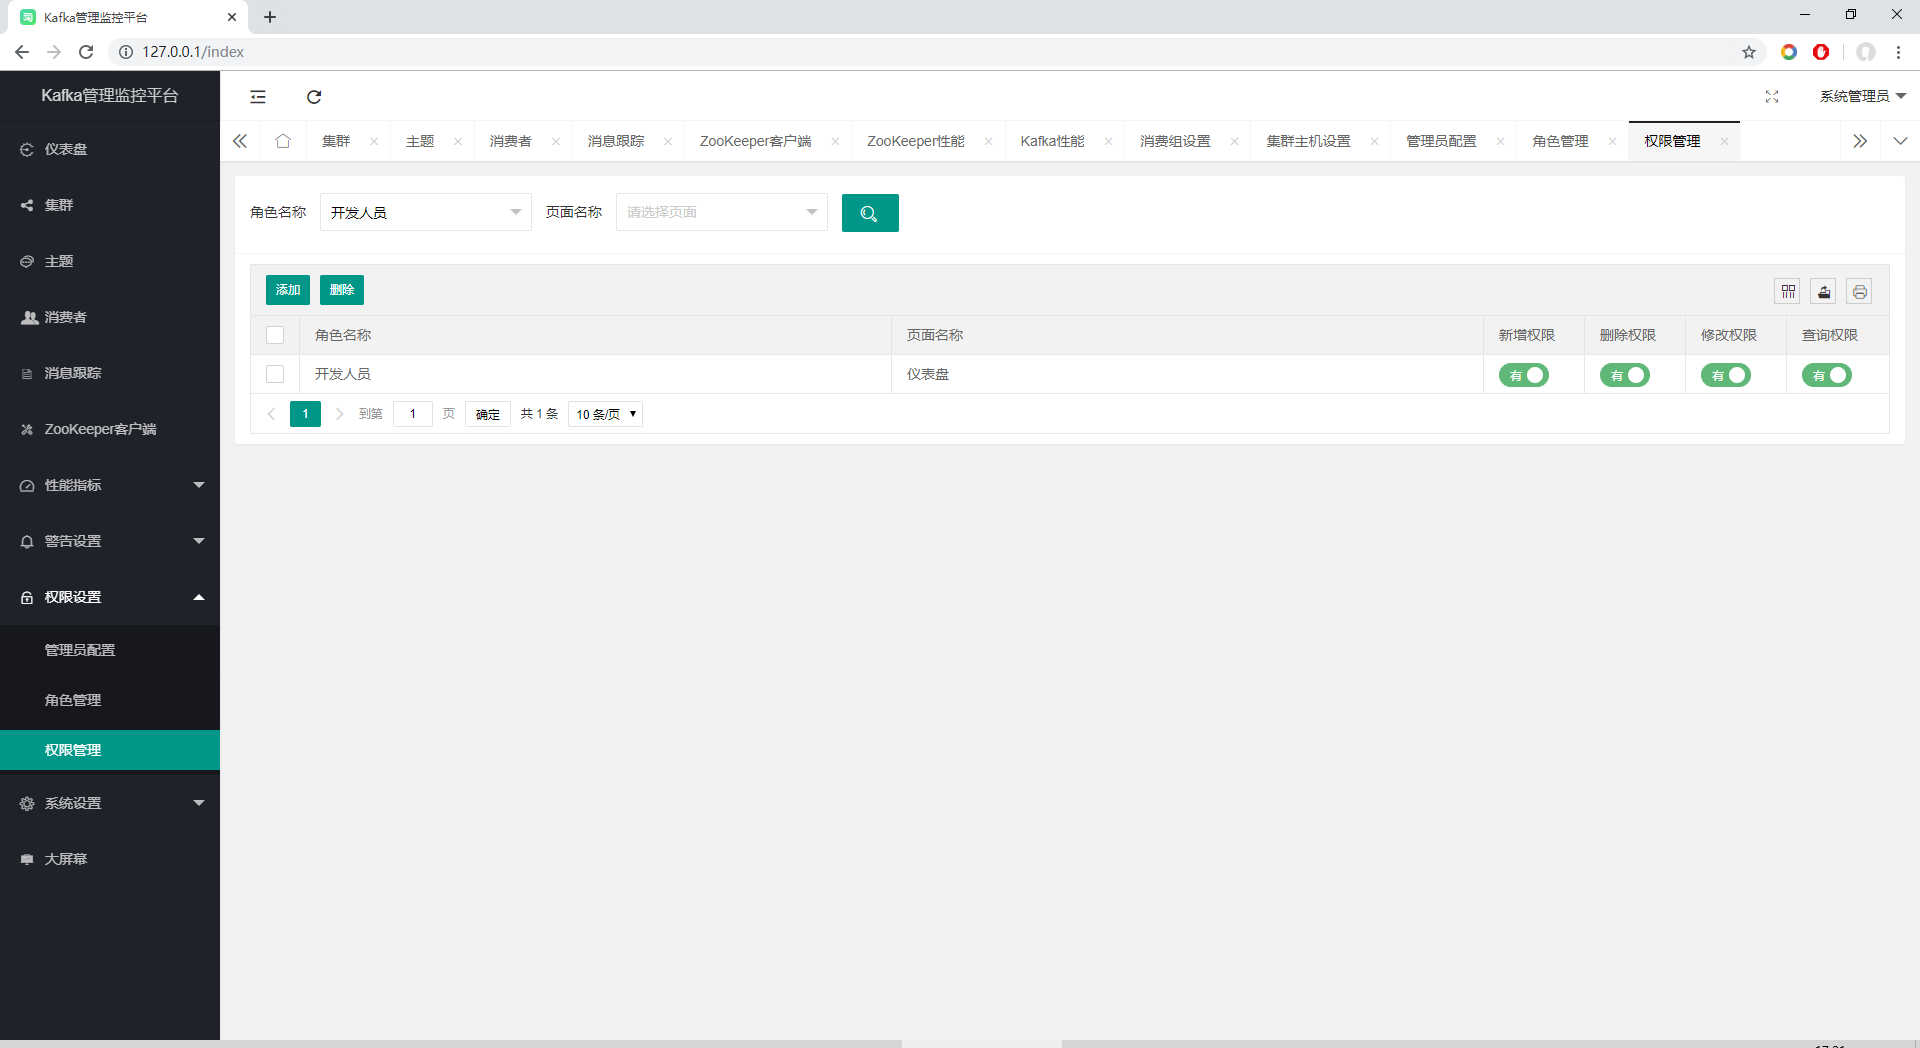 Kafka管理监控平台
127.0.0.1/index
Kafka管理监控平台
系统管理员
集群 主题 消费者 消息跟踪 ZooKeeper客户端 ZooKeeper性能 Kafka性能 消费组设置 集群主机设置 管理员配置 角色管理 权限管理
仪表盘
集群
主题
消费者
消息跟踪
ZooKeeper客户端
性能指标
警告设置
权限设置
管理员配置
角色管理
权限管理
系统设置
大屏幕
角色名称 开发人员 页面名称 请选择页面
添加 删除
角色名称 页面名称 新增权限 删除权限 修改权限 查询权限
开发人员 仪表盘 有 有 有 有
1 到第 1 页 确定 共 1 条 10 条/页